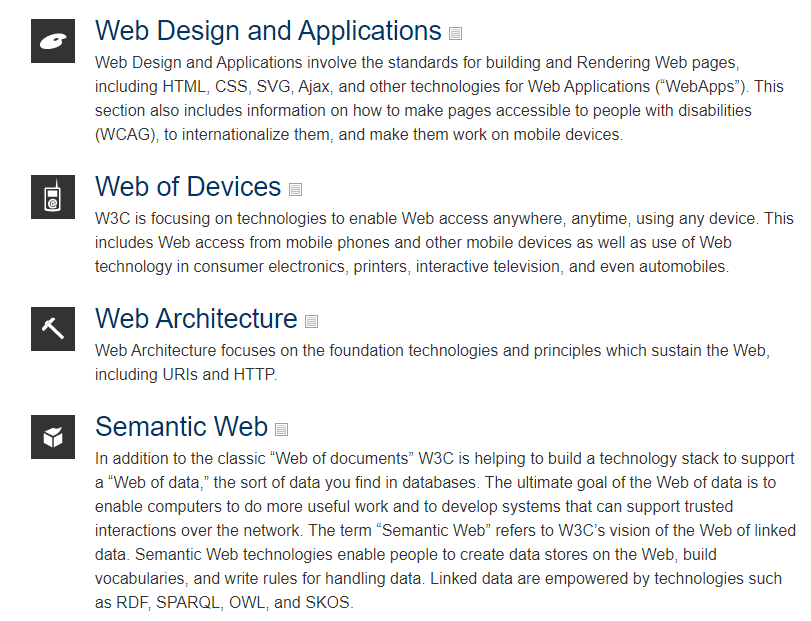 Web Design and Applications
Web Design and Applications involve the standards for building and Rendering Web pages,
including HTML, CSS, SVG, Ajax, and other technologies for Web Applications (“WebApps”). This
section also includes information on how to make pages accessible to people with disabilities
(WCAG), to internationalize them, and make them work on mobile devices.
Web of Devices
W3C is focusing on technologies to enable Web access anywhere, anytime, using any device. This
includes Web access from mobile phones and other mobile devices as well as use of Web
technology in consumer electronics, printers, interactive television, and even automobiles.
Web Architecture
Web Architecture focuses on the foundation technologies and principles which sustain the Web,
including URIs and HTTP.
Semantic Web
In addition to the classic “Web of documents” W3C is helping to build a technology stack to support
a “Web of data,” the sort of data you find in databases. The ultimate goal of the Web of data is to
enable computers to do more useful work and to develop systems that can support trusted
interactions over the network. The term “Semantic Web” refers to W3C’s vision of the Web of linked
data. Semantic Web technologies enable people to create data stores on the Web, build
vocabularies, and write rules for handling data. Linked data are empowered by technologies such
as RDF, SPARQL, OWL, and SKOS.